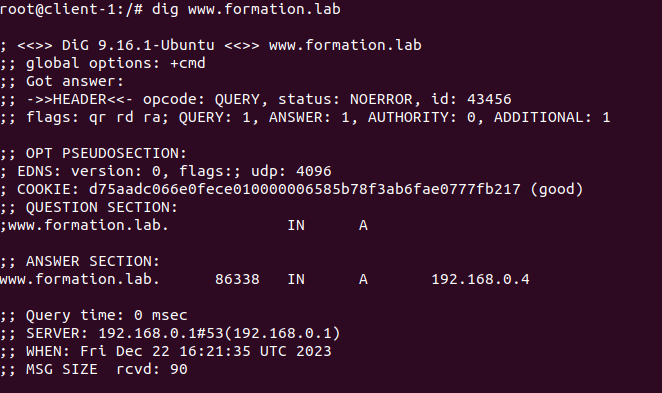 root@client-1:/# dig www.formation.lab
; <<>> DiG 9.16.1-Ubuntu <<>> www.formation.lab
;; global options: +cmd
;; Got answer:
;; ->>HEADER<<- opcode: QUERY, status: NOERROR, id: 43456
;; flags: qr rd ra; QUERY: 1, ANSWER: 1, AUTHORITY: 0, ADDITIONAL: 1
;; OPT PSEUDOSECTION:
; EDNS: version: 0, flags:; udp: 4096
; COOKIE: d75aadc066e0fece010000006585b78f3ab6fae0777fb217 (good)
;; QUESTION SECTION:
;www.formation.lab. IN A
;; ANSWER SECTION:
www.formation.lab. 86338 IN A 192.168.0.4
;; Query time: 0 msec
;; SERVER: 192.168.0.1#53(192.168.0.1)
;; WHEN: Fri Dec 22 16:21:35 UTC 2023
;; MSG SIZE rcvd: 90